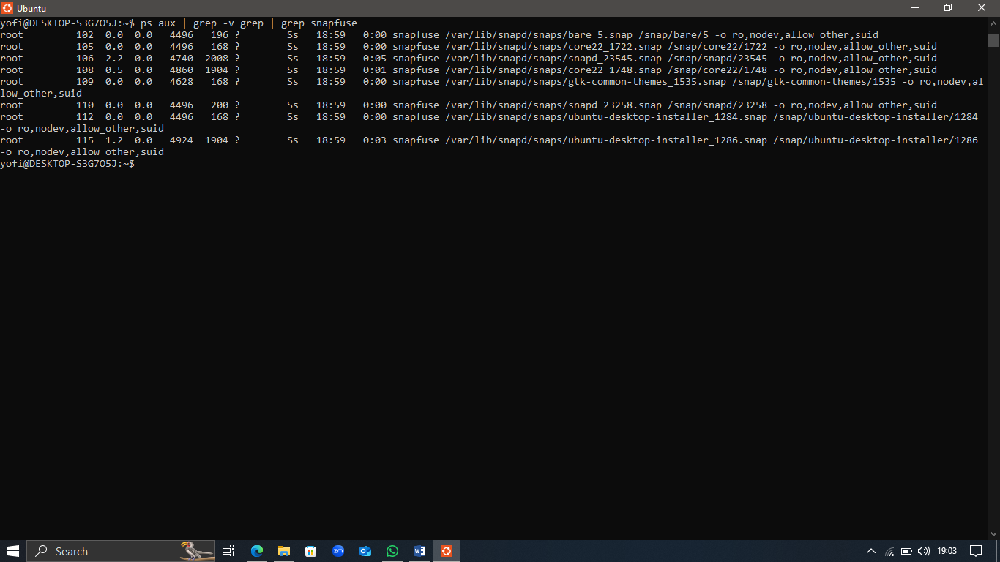 Ubuntu
yofi@DESKTOP-S3G7O5J:~$ ps aux | grep -v grep | grep snapfuse
root         102  0.0  0.0   4496   196 ?        Ss   18:59   0:00 snapfuse /var/lib/snapd/snaps/bare_5.snap /snap/bare/5 -o ro,nodev,allow_other,suid
root         105  0.0  0.0   4496   168 ?        Ss   18:59   0:00 snapfuse /var/lib/snapd/snaps/core22_1722.snap /snap/core22/1722 -o ro,nodev,allow_other,suid
root         106  2.2  0.0   4740  2008 ?        Ss   18:59   0:05 snapfuse /var/lib/snapd/snaps/snapd_23545.snap /snap/snapd/23545 -o ro,nodev,allow_other,suid
root         108  0.5  0.0   4860  1904 ?        Ss   18:59   0:01 snapfuse /var/lib/snapd/snaps/core22_1748.snap /snap/core22/1748 -o ro,nodev,allow_other,suid
root         109  0.0  0.0   4628   168 ?        Ss   18:59   0:00 snapfuse /var/lib/snapd/snaps/gtk-common-themes_1535.snap /snap/gtk-common-themes/1535 -o ro,nodev,al
low_other,suid
root         110  0.0  0.0   4496   200 ?        Ss   18:59   0:00 snapfuse /var/lib/snapd/snaps/snapd_23258.snap /snap/snapd/23258 -o ro,nodev,allow_other,suid
root         112  0.0  0.0   4496   168 ?        Ss   18:59   0:00 snapfuse /var/lib/snapd/snaps/ubuntu-desktop-installer_1284.snap /snap/ubuntu-desktop-installer/1284
-o ro,nodev,allow_other,suid
root         115  1.2  0.0   4924  1904 ?        Ss   18:59   0:03 snapfuse /var/lib/snapd/snaps/ubuntu-desktop-installer_1286.snap /snap/ubuntu-desktop-installer/1286
-o ro,nodev,allow_other,suid
yofi@DESKTOP-S3G7O5J:~$
Search
zm
W
19:03